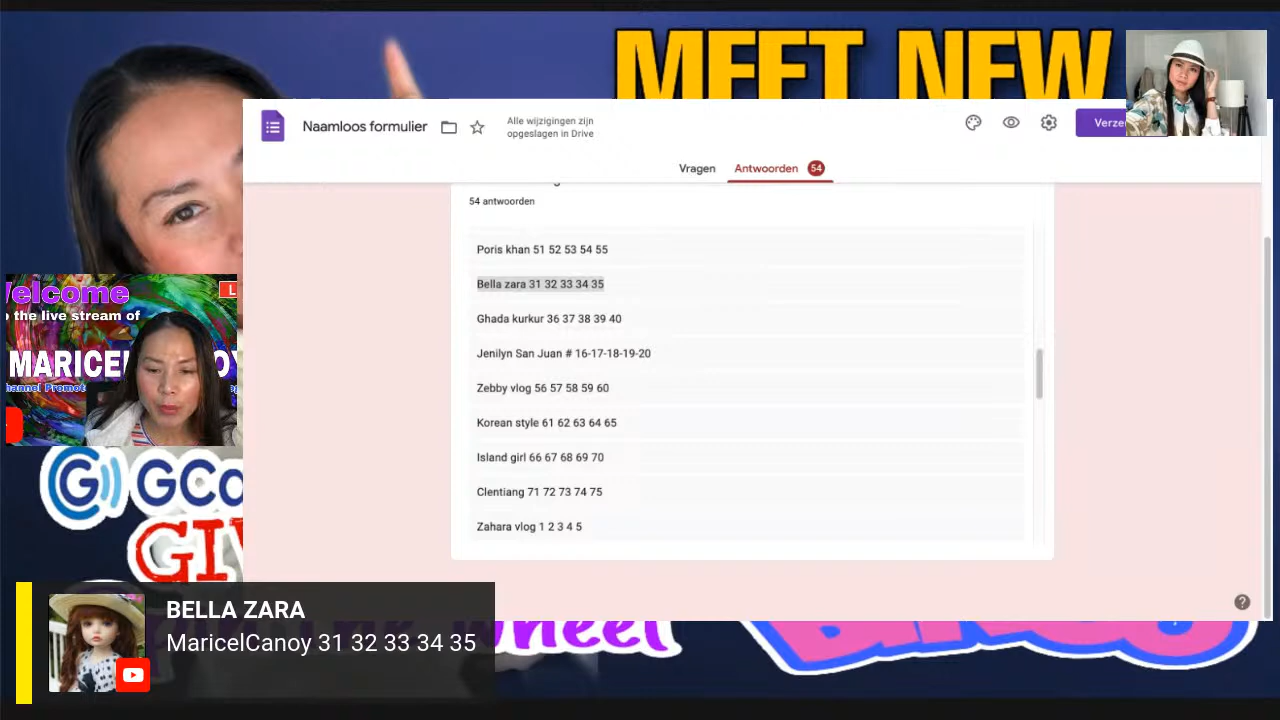 MEET NEW
Naamloos formulier
Alle wijzigingen zijn
opgeslagen in Drive
Vragen
Antwoorden 54
54 antwoorden
Poris khan 51 52 53 54 55
Bella zara 31 32 33 34 35
Ghada kurkur 36 37 38 39 40
Jenilyn San Juan # 16-17-18-19-20
Zebby vlog 56 57 58 59 60
Korean style 61 62 63 64 65
Island girl 66 67 68 69 70
Clentiang 71 72 73 74 75
Zahara vlog 1 2 3 4 5
Welcome
the live stream of
MARICEL
GCo
wheel
BELLA ZARA
MaricelCanoy 31 32 33 34 35